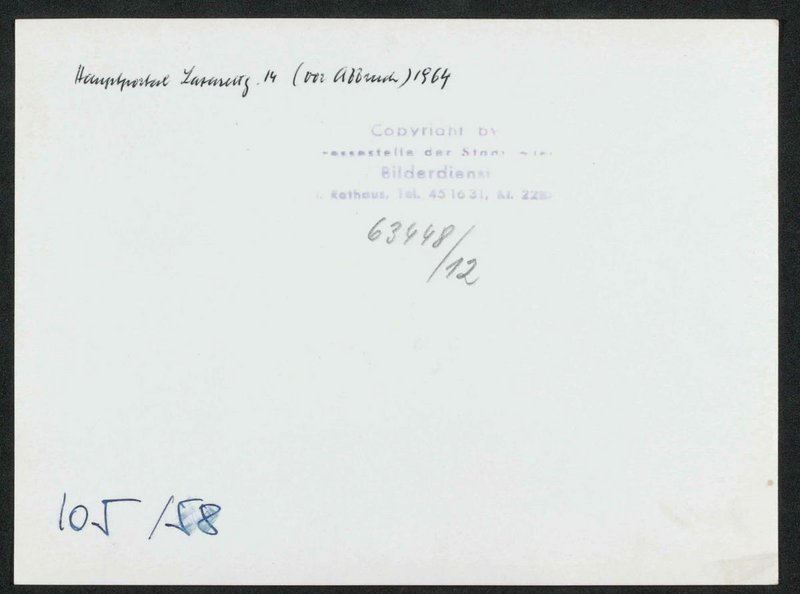 Hauptportal Lazarettg. 14 (vor Abbruch) 1964
Copyright by
der
Bilderdienst
Rathaus, Tel. 45 16 31, Kl.
63448/12
105/58